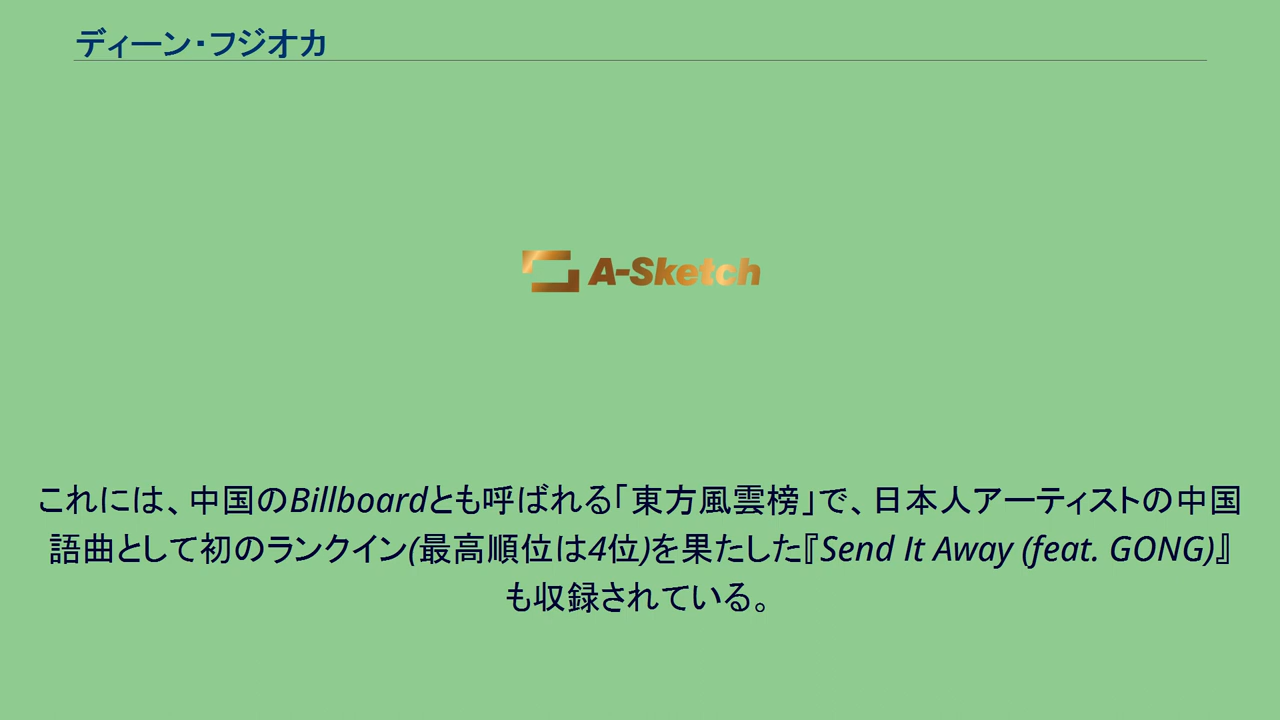 ディーン・フジオカ
A-Sketch
これには、中国のBillboardとも呼ばれる「東方風雲榜」で、日本人アーティストの中国
語曲として初のランクイン(最高順位は4位)を果たした『Send It Away (feat. GONG)』
も収録されている。